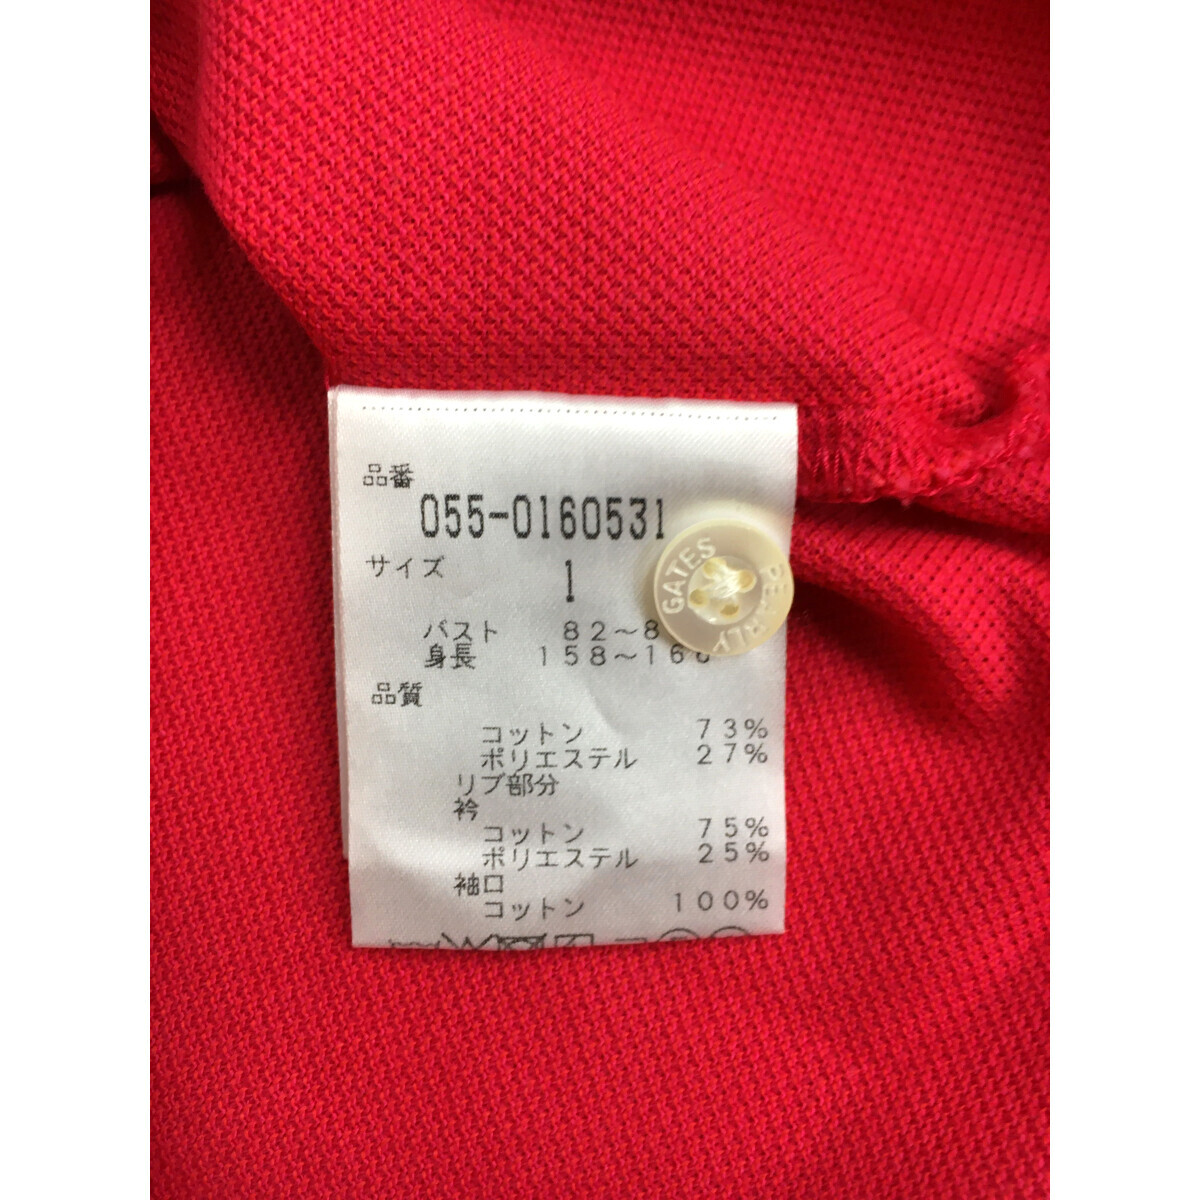 品番
055-0160531
サイズ 1
GATES PEARLY
バスト 82〜8
身長 158〜16
品質
コットン 73%
ポリエステル 27%
リブ部分
衿
コットン 75%
ポリエステル 25%
袖口
コットン 100%